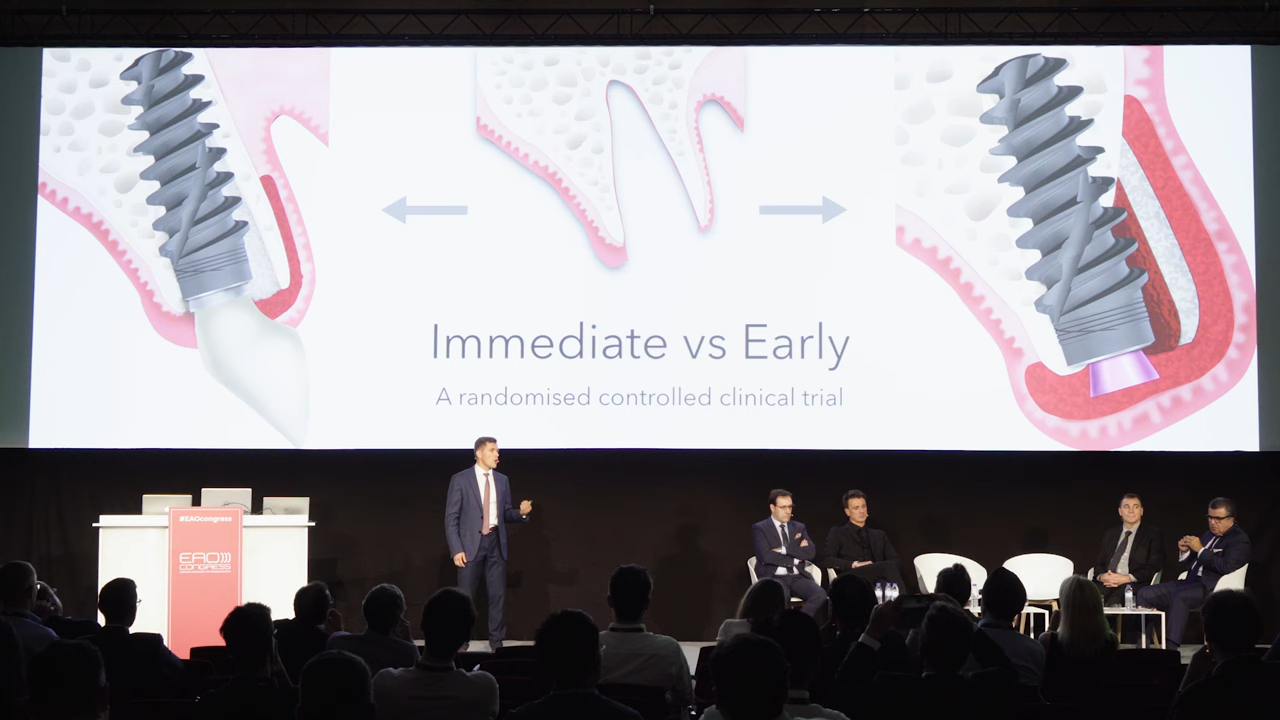 Immediate vs Early
A randomised controlled clinical trial
#EAOcongress
EAO)))
CONGRESS